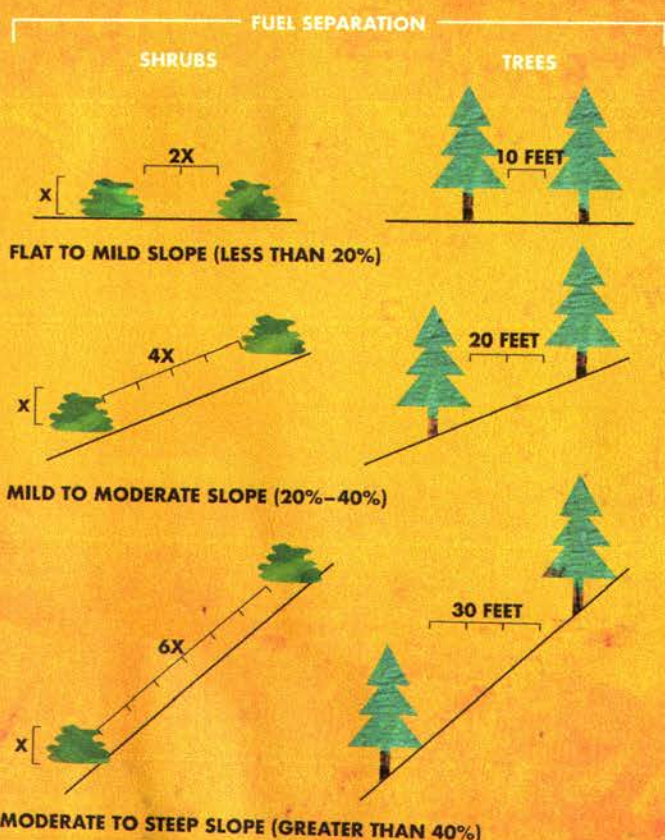 FUEL SEPARATION
SHRUBS
TREES
X
2X
10 FEET
FLAT TO MILD SLOPE (LESS THAN 20%)
X
4X
20 FEET
MILD TO MODERATE SLOPE (20%–40%)
X
6X
30 FEET
MODERATE TO STEEP SLOPE (GREATER THAN 40%)